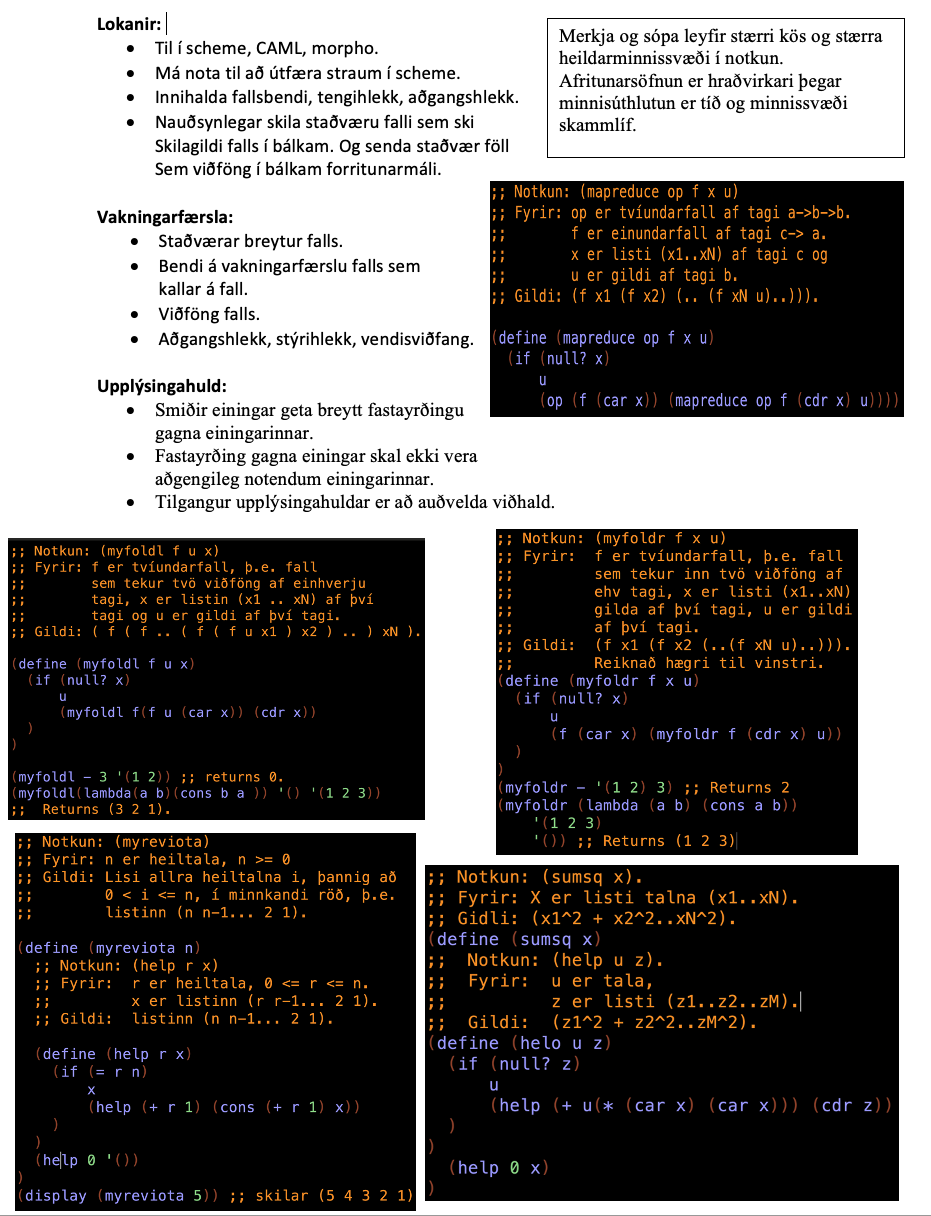 Lokanir:
• Til í scheme, CAML, morpho.
• Má nota til að útfæra straum í scheme.
• Innihalda fallsbendi, tengihlekk, aðgangshlekk.
• Nauðsynlegar skila staðværu falli sem ski
Skilagildi falls í bálkam. Og senda staðvær föll
Sem viðföng í bálkam forritunarmáli.
Merkja og sópa leyfir stærri kös og stærra
heildarminnissvæði í notkun.
Afritunarsöfnun er hraðvirkari þegar
minnisúthlutun er tíð og minnissvæði
skammlíf.
Vakningarfærsla:
• Staðværar breytur falls.
• Bendi á vakningarfærslu falls sem
kallar á fall.
• Viðföng falls.
• Aðgangshlekk, stýrihlekk, vendisviðfang.
;; Notkun: (mapreduce op f x u)
;; Fyrir: op er tvíundarfall af tagi a->b->b.
;;        f er einundarfall af tagi c-> a.
;;        x er listi (x1..xN) af tagi c og
;;        u er gildi af tagi b.
;; Gildi: (f x1 (f x2) (.. (f xN u)..))).
(define (mapreduce op f x u)
  (if (null? x)
      u
      (op (f (car x)) (mapreduce op f (cdr x) u))))
Upplýsingahuld:
• Smiðir einingar geta breytt fastayrðingu
gagna einingarinnar.
• Fastayrðing gagna einingar skal ekki vera
aðgengileg notendum einingarinnar.
• Tilgangur upplýsingahuldar er að auðvelda viðhald.
;; Notkun: (myfoldl f u x)
;; Fyrir: f er tvíundarfall, þ.e. fall
;;        sem tekur tvö viðföng af einhverju
;;        tagi, x er listin (x1 .. xN) af því
;;        tagi og u er gildi af því tagi.
;; Gildi: ( f ( f .. ( f ( f u x1 ) x2 ) .. ) xN ).
(define (myfoldl f u x)
  (if (null? x)
      u
      (myfoldl f(f u (car x)) (cdr x))
  )
)
(myfoldl - 3 '(1 2)) ;; returns 0.
(myfoldl(lambda(a b)(cons b a )) '() '(1 2 3))
;;  Returns (3 2 1).
;; Notkun: (myfoldr f x u)
;; Fyrir:  f er tvíundarfall, þ.e. fall
;;         sem tekur inn tvö viðföng af
;;         ehv tagi, x er listi (x1..xN)
;;         gilda af því tagi, u er gildi
;;         af því tagi.
;; Gildi:  (f x1 (f x2 (..(f xN u)..))).
;;         Reiknað hægri til vinstri.
(define (myfoldr f x u)
  (if (null? x)
      u
      (f (car x) (myfoldr f (cdr x) u))
  )
)
(myfoldr - '(1 2) 3) ;; Returns 2
(myfoldr (lambda (a b) (cons a b))
    '(1 2 3)
    '()) ;; Returns (1 2 3)
;; Notkun: (myreviota)
;; Fyrir: n er heiltala, n >= 0
;; Gildi: Lisi allra heiltalna i, þannig að
;;        0 < i <= n, í minnkandi röð, þ.e.
;;        listinn (n n-1... 2 1).
(define (myreviota n)
  ;; Notkun: (help r x)
  ;; Fyrir:  r er heiltala, 0 <= r <= n.
  ;;         x er listinn (r r-1... 2 1).
  ;; Gildi:  listinn (n n-1... 2 1).
  (define (help r x)
    (if (= r n)
        x
        (help (+ r 1) (cons (+ r 1) x))
    )
  )
  (help 0 '())
)
(display (myreviota 5)) ;; skilar (5 4 3 2 1)
;; Notkun: (sumsq x).
;; Fyrir: X er listi talna (x1..xN).
;; Gidli: (x1^2 + x2^2..xN^2).
(define (sumsq x)
;;  Notkun: (help u z).
;;  Fyrir:  u er tala,
;;          z er listi (z1..z2..zM).
;;  Gildi:  (z1^2 + z2^2..zM^2).
(define (helo u z)
  (if (null? z)
      u
      (help (+ u(* (car x) (car x))) (cdr z))
  )
)
  (help 0 x)
)